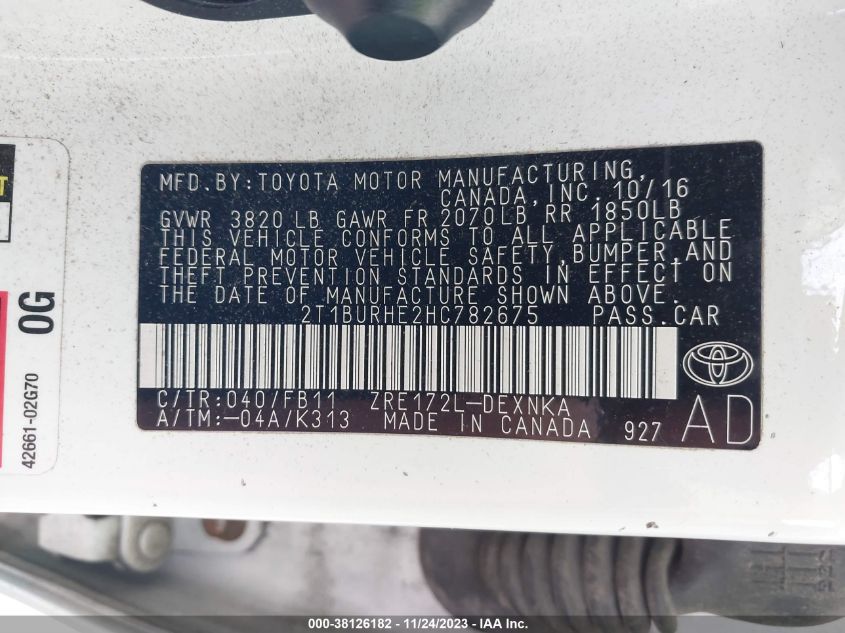 MFD.BY:TOYOTA MOTOR MANUFACTURING,
CANADA, INC. 10/16
GVWR 3820 LB GAWR FR 2070LB RR 1850LB
THIS VEHICLE CONFORMS TO ALL APPLICABLE
FEDERAL MOTOR VEHICLE SAFETY, BUMPER, AND
THEFT PREVENTION STANDARDS IN EFFECT ON
THE DATE OF MANUFACTURE SHOWN ABOVE.
2T1BURHE2HC782675 PASS.CAR
C/TR:040/FB11 ZRE172L-DEXNKA
A/TM:-04A/K313 MADE IN CANADA 927
AD
T
0G
42661-02G70
000-38126182 - 11/24/2023 - IAA Inc.